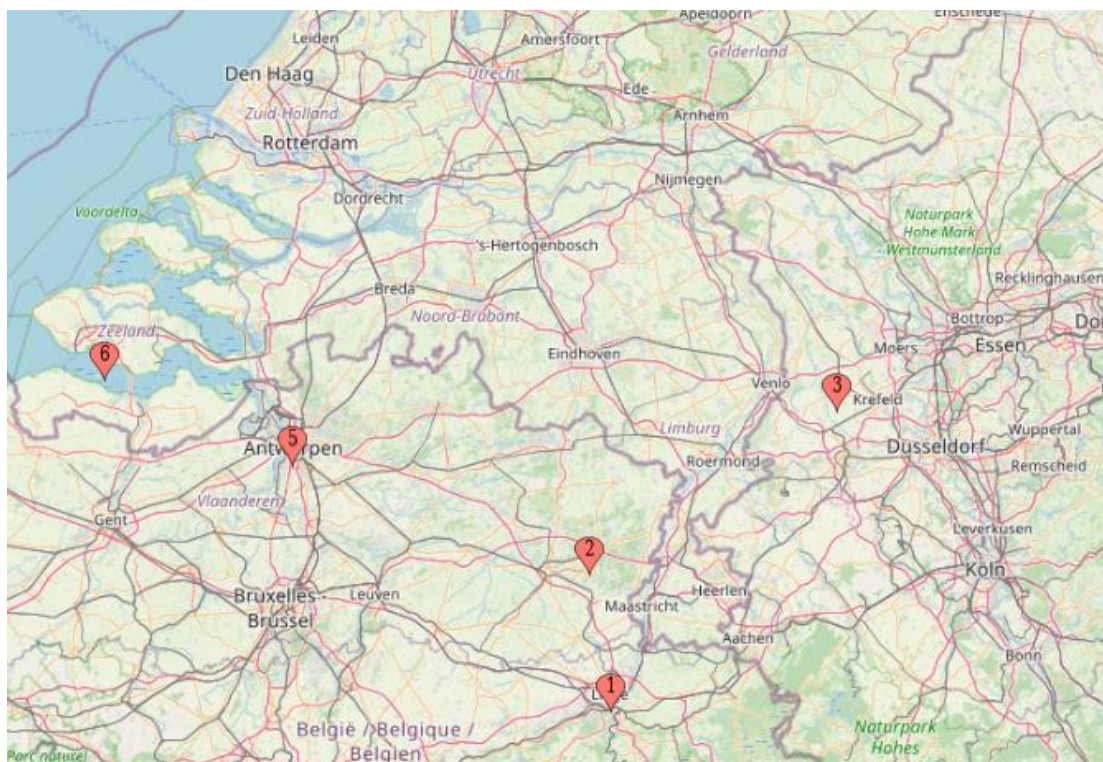 Apeldoorn
Enschede
Leiden
Amersfoort
Gelderland
Den Haag
Utrecht
Ede
Zuid-Holland
Arnhem
Rotterdam
Nijmegen
Dordrecht
Voordelta
Naturpark
Hohe Mark -
Westmünsterland
's-Hertogenbosch
Recklinghausen
Breda
Noord-Brabant
Bottrop
Zeeland
Essen
Moers
Eindhoven
6
Venlo
3
Krefeld
Limburg
Wuppertal
5
Antwerpen
Düsseldorf
Roermond
Remscheid
Vlaanderen
Gent
Leverkusen
2
Köln
Bruxelles -
Brussel
Leuven
Heerlen
Maastricht
Aachen
Bonn
1
België / Belgique /
Belgien
Naturpark
Hohes
Parc naturel